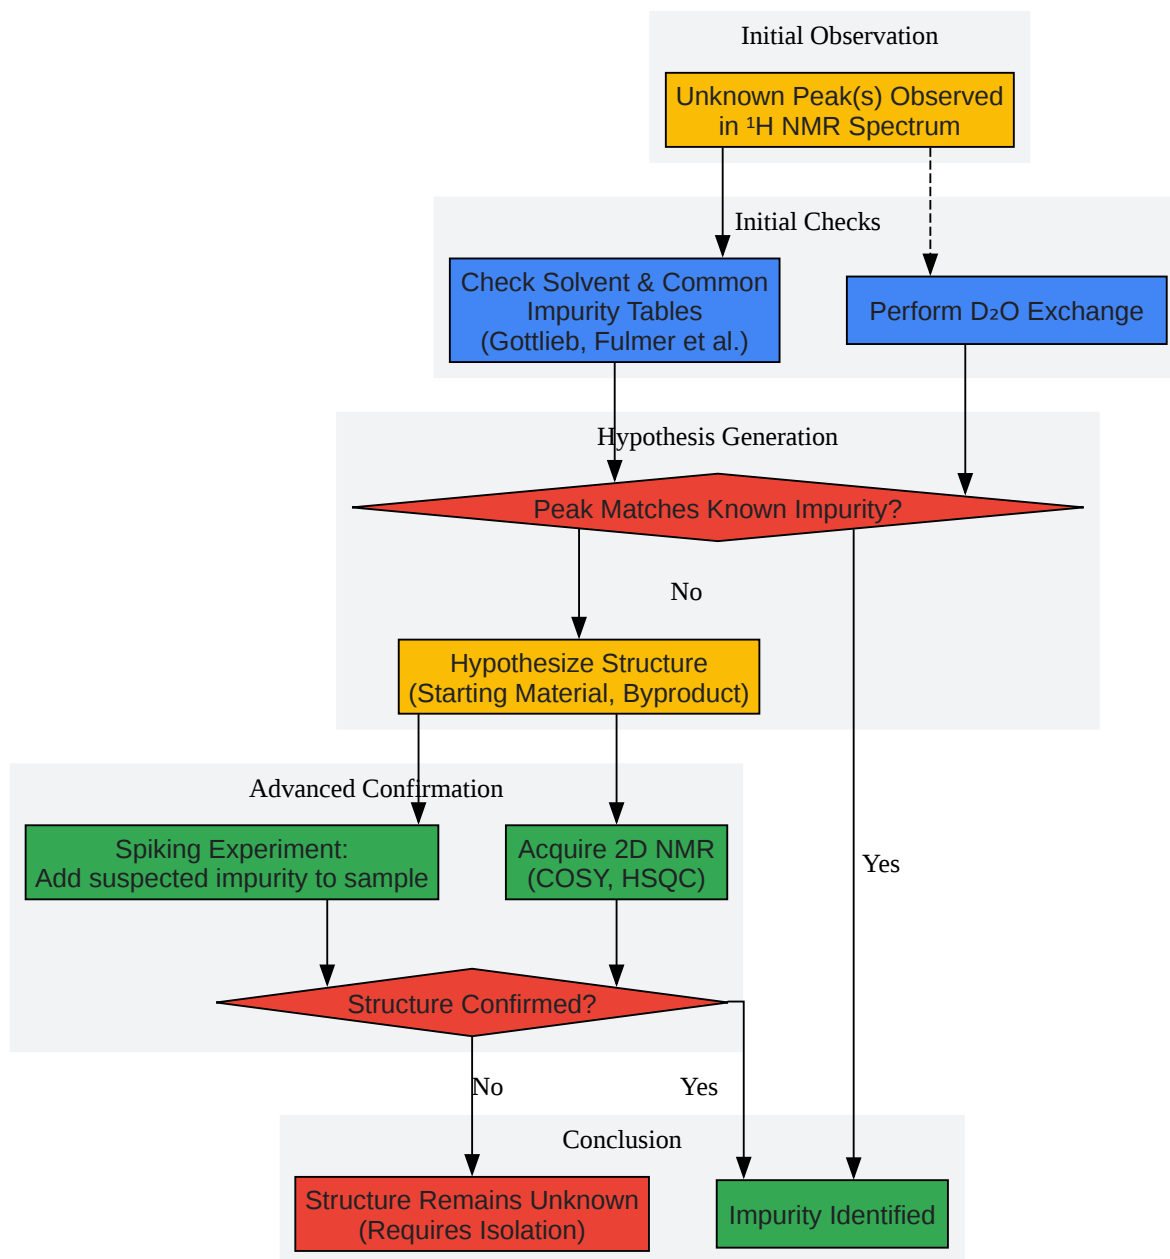 Initial Observation
Unknown Peak(s) Observed
in ¹H NMR Spectrum
Initial Checks
Check Solvent & Common
Impurity Tables
(Gottlieb, Fulmer et al.)
Perform D₂O Exchange
Hypothesis Generation
Peak Matches Known Impurity?
No
Hypothesize Structure
(Starting Material, Byproduct)
Advanced Confirmation
Spiking Experiment:
Add suspected impurity to sample
Acquire 2D NMR
(COSY, HSQC)
Yes
Structure Confirmed?
No
Yes
Conclusion
Structure Remains Unknown
(Requires Isolation)
Impurity Identified